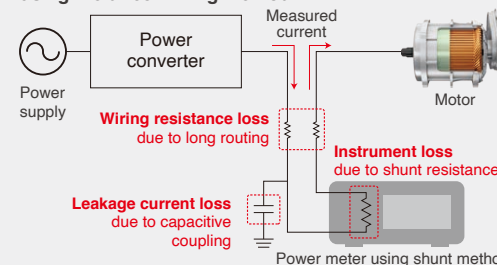 Measured
current
Power
converter
Power
supply
Motor
Wiring resistance loss
due to long routing
Instrument loss
due to shunt resistance
Leakage current loss
due to capacitive
coupling
Power meter using shunt